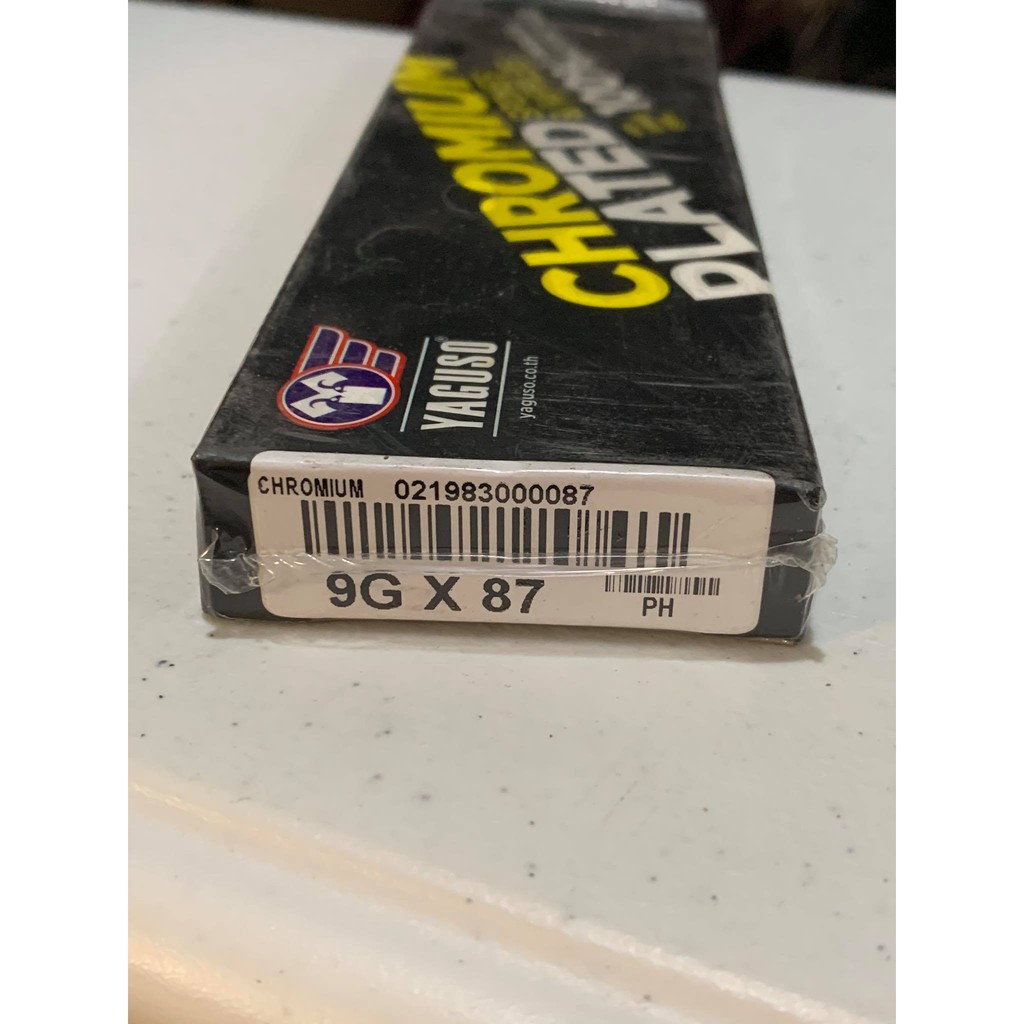 CHROMIUM
PLATED
YAGUSO®
yaguso.co.th
CHROMIUM 021983000087
9G X 87
PH